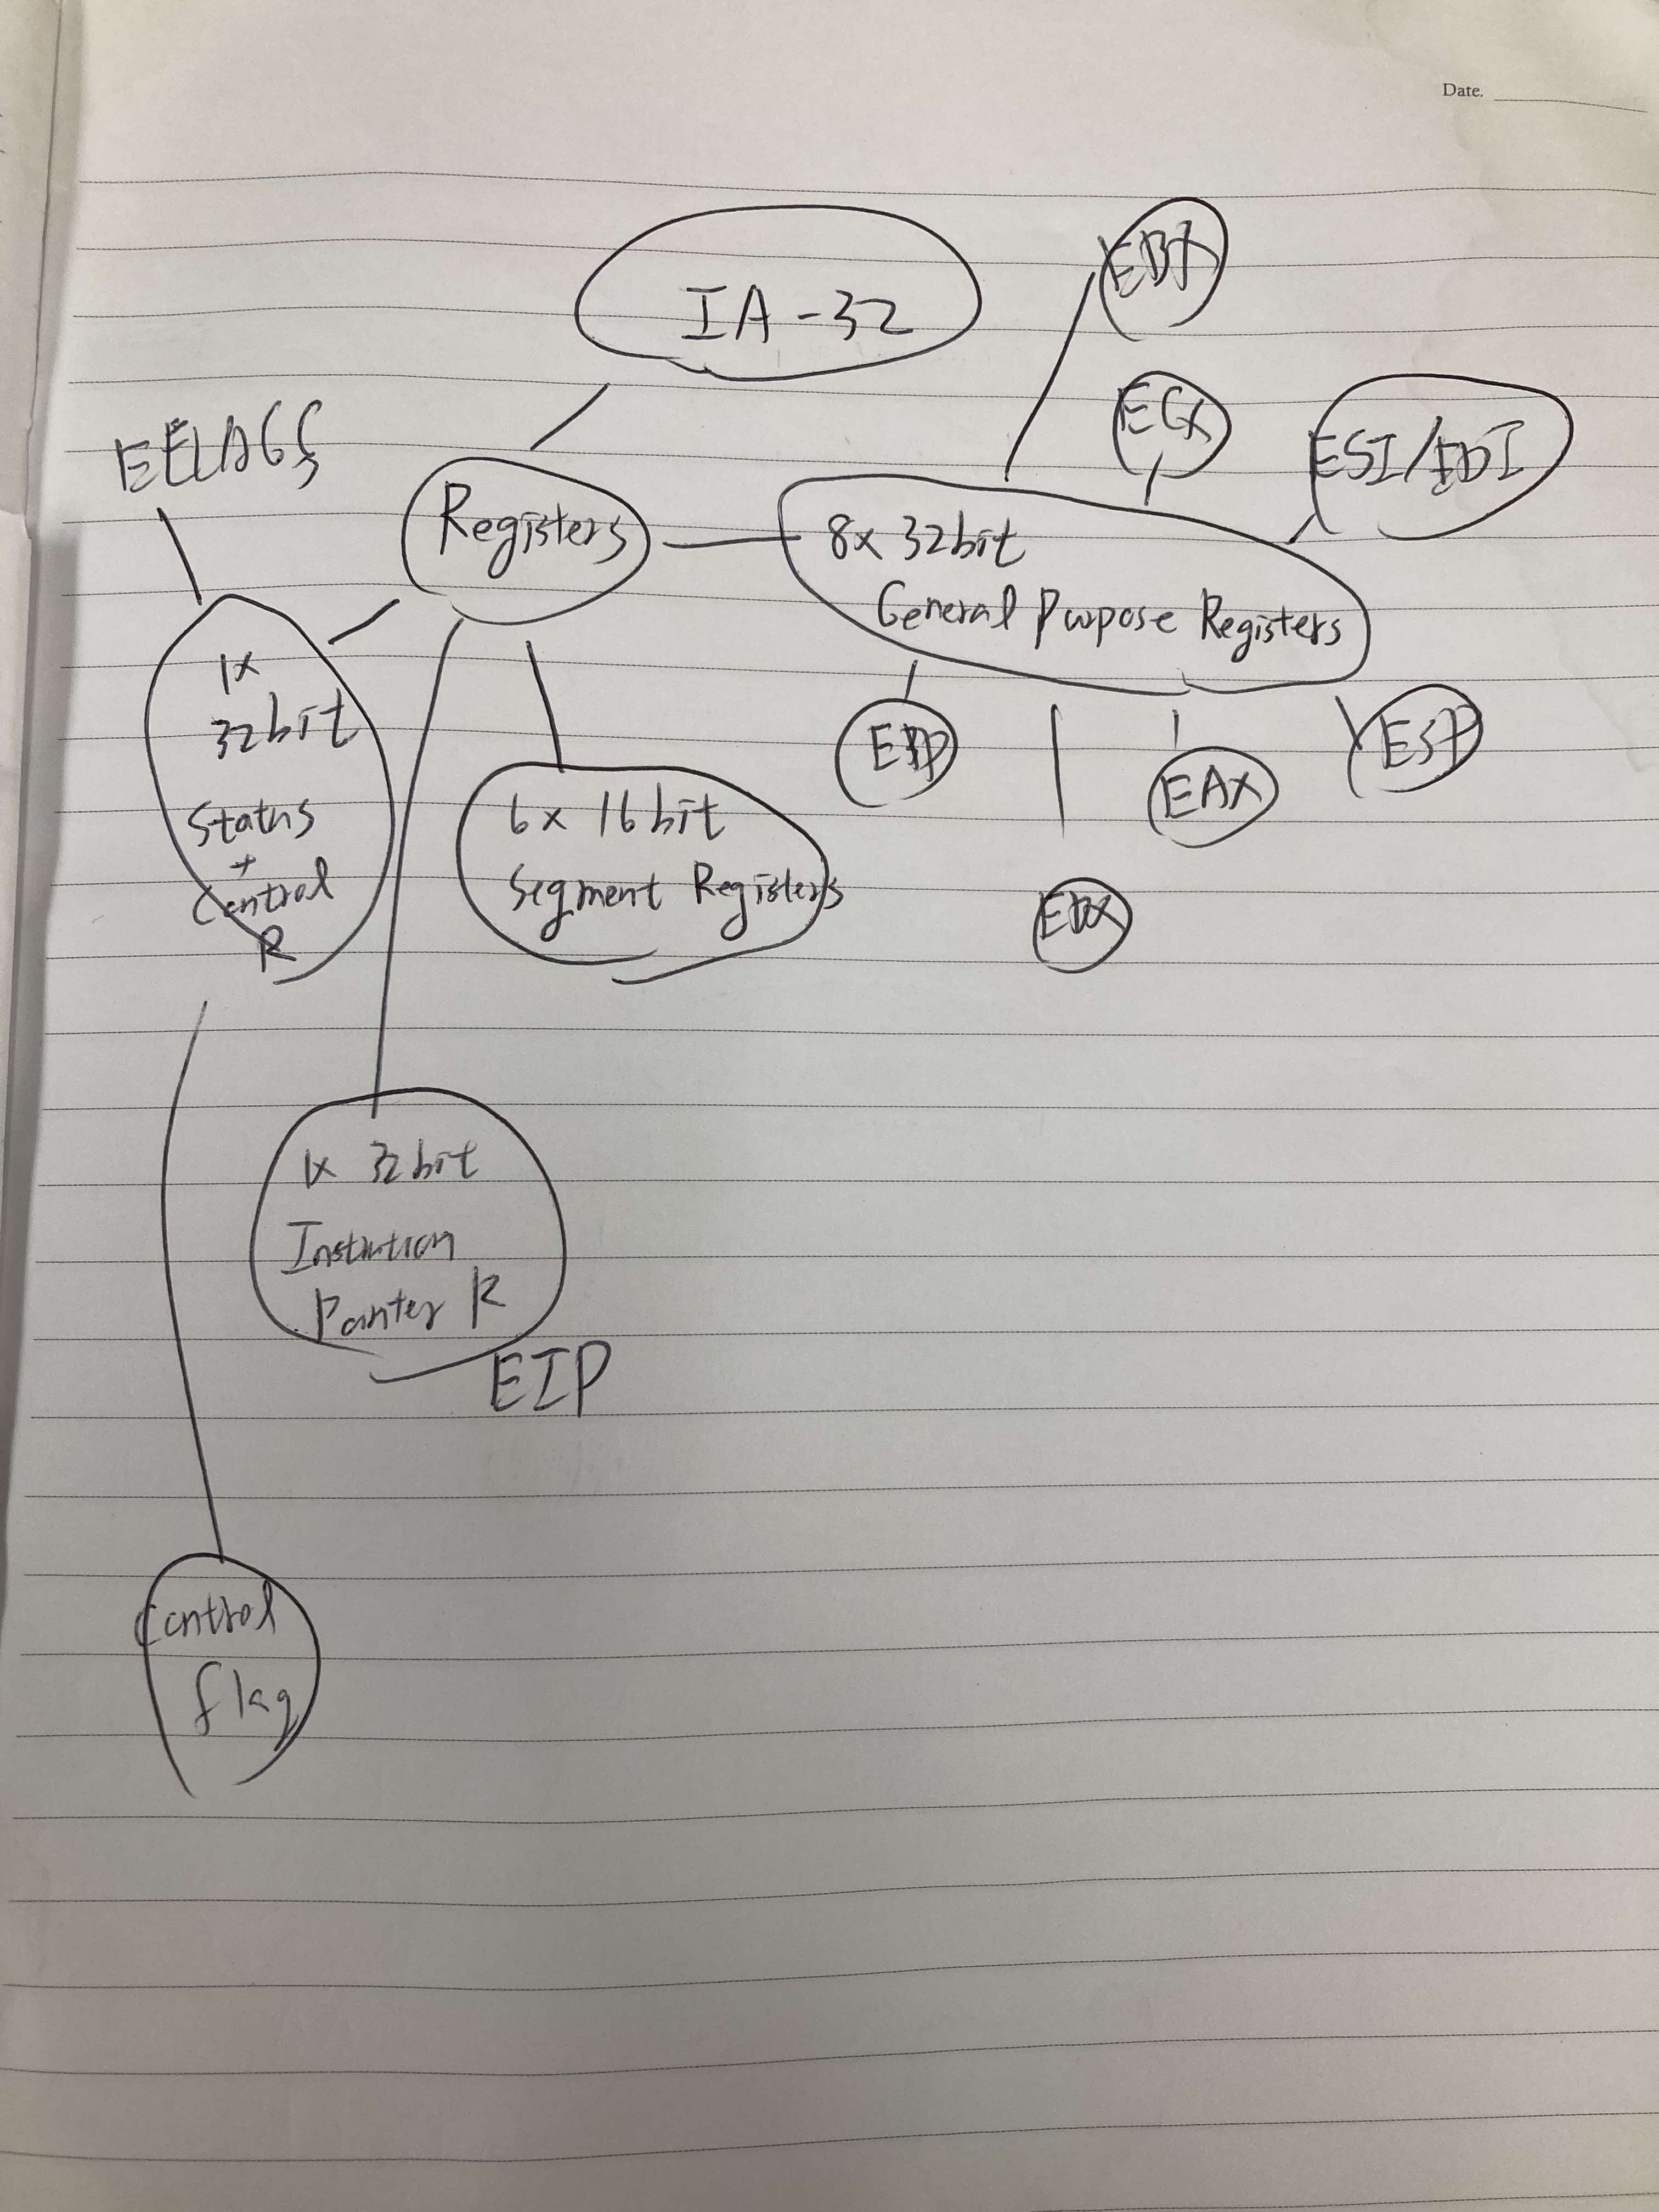 Date.
IA-32
EBX
ECX
ESI/EDI
EFLAGS
Registers
8x 32bit
General Purpose Registers
1x
32bit
Status
+
Control
R
6x 16bit
Segment Registers
EBP
EAX
ESP
EDX
1x 32bit
Instruction
Pointer R
EIP
Control
flag